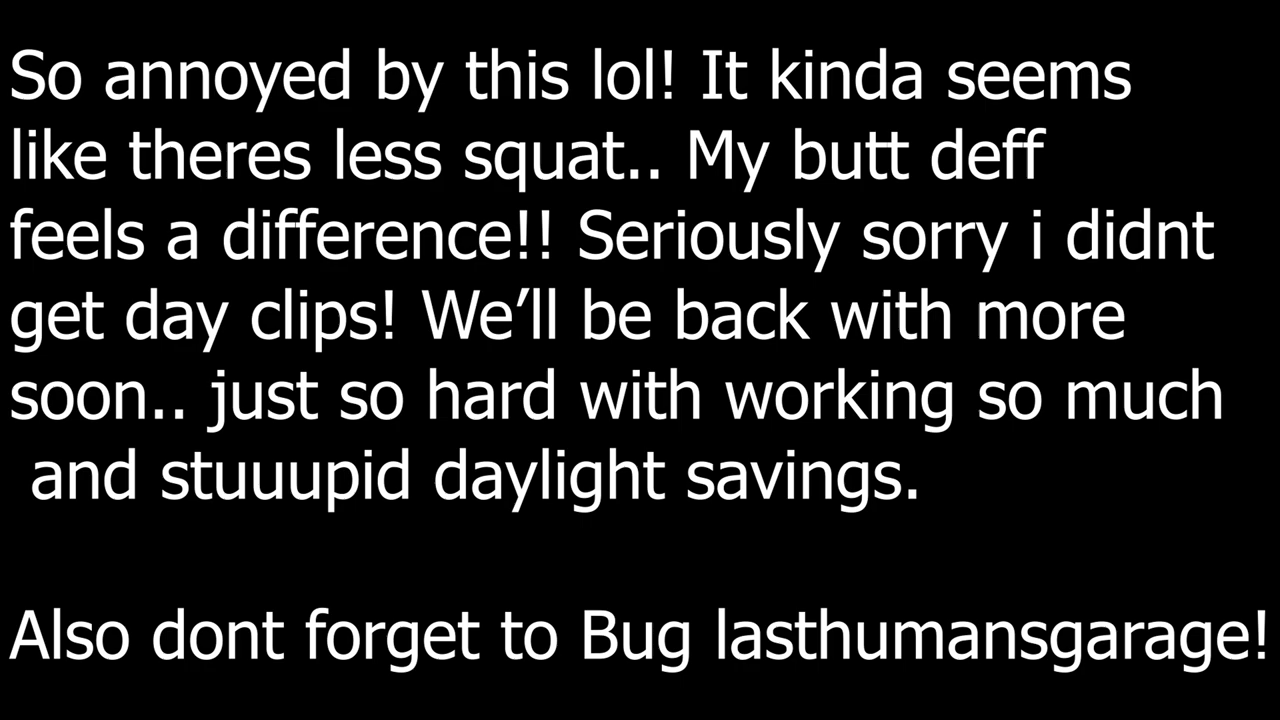 So annoyed by this lol! It kinda seems
like theres less squat.. My butt deff
feels a difference!! Seriously sorry i didnt
get day clips! We’ll be back with more
soon.. just so hard with working so much
and stuuupid daylight savings.
Also dont forget to Bug lasthumansgarage!